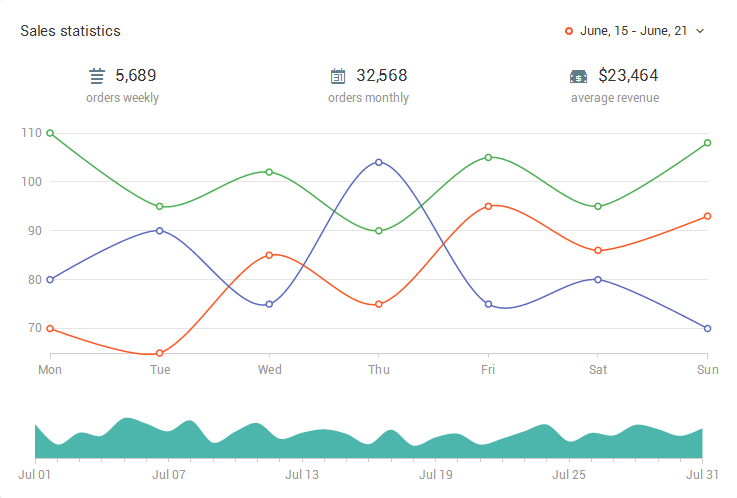 Sales statistics
June, 15 - June, 21
5,689
32,568
31
$23,464
orders weekly
orders monthly
average revenue
110
100
90
80
70
Mon Tue Wed Thu Fri Sat Sun
Jul 01 Jul 07 Jul 13 Jul 19 Jul 25 Jul 31